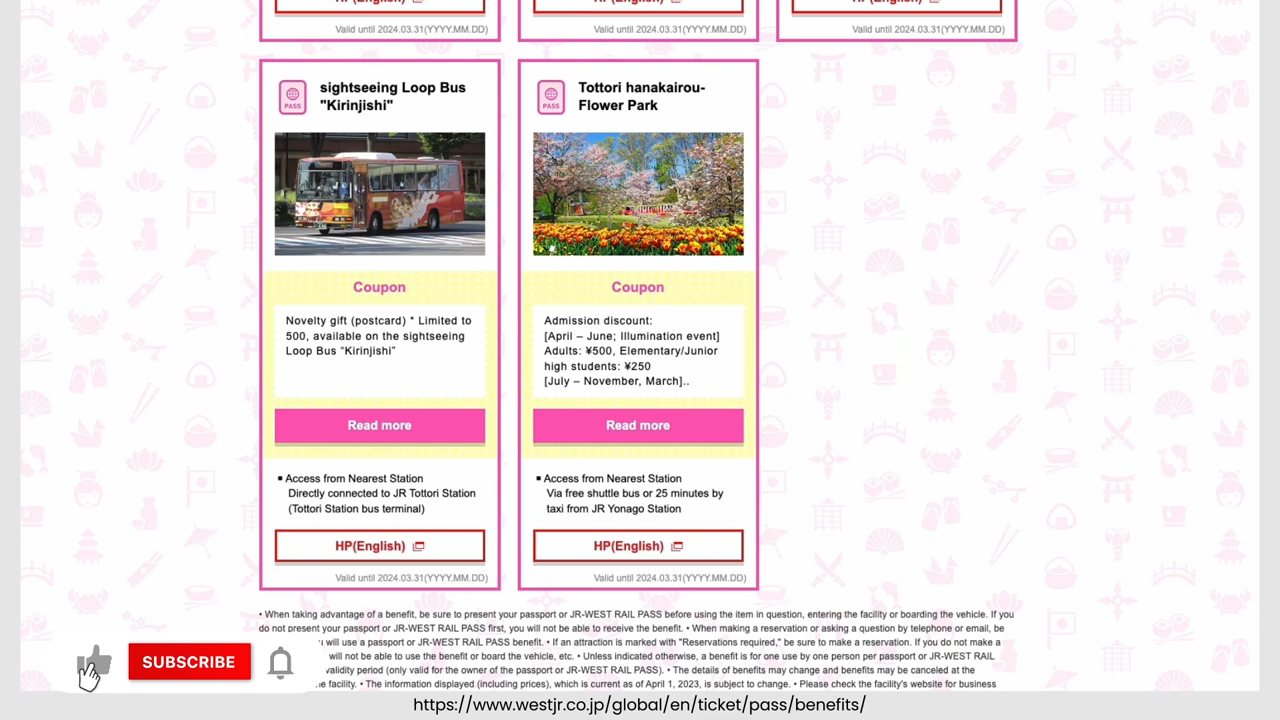 HP(English)
HP(English)
HP(English)
Valid until 2024.03.31(YYYY.MM.DD)
Valid until 2024.03.31(YYYY.MM.DD)
Valid until 2024.03.31(YYYY.MM.DD)
PASS
sightseeing Loop Bus
"Kirinjishi"
Coupon
Novelty gift (postcard) * Limited to
500, available on the sightseeing
Loop Bus "Kirinjishi"
Read more
▪ Access from Nearest Station
Directly connected to JR Tottori Station
(Tottori Station bus terminal)
HP(English)
Valid until 2024.03.31(YYYY.MM.DD)
PASS
Tottori hanakairou-
Flower Park
Coupon
Admission discount:
[April – June; Illumination event]
Adults: ¥500, Elementary/Junior
high students: ¥250
[July – November, March]..
Read more
▪ Access from Nearest Station
Via free shuttle bus or 25 minutes by
taxi from JR Yonago Station
HP(English)
Valid until 2024.03.31(YYYY.MM.DD)
• When taking advantage of a benefit, be sure to present your passport or JR-WEST RAIL PASS before using the item in question, entering the facility or boarding the vehicle. If you
do not present your passport or JR-WEST RAIL PASS first, you will not be able to receive the benefit. • When making a reservation or asking a question by telephone or email, be
will use a passport or JR-WEST RAIL PASS benefit. • If an attraction is marked with "Reservations required," be sure to make a reservation. If you do not make a
will not be able to use the benefit or board the vehicle, etc. • Unless indicated otherwise, a benefit is for one use by one person per passport or JR-WEST RAIL
validity period (only valid for the owner of the passport or JR-WEST RAIL PASS). • The details of benefits may change and benefits may be canceled at the
facility. • The information displayed (including prices), which is current as of April 1, 2023, is subject to change. • Please check the facility's website for business
SUBSCRIBE
https://www.westjr.co.jp/global/en/ticket/pass/benefits/